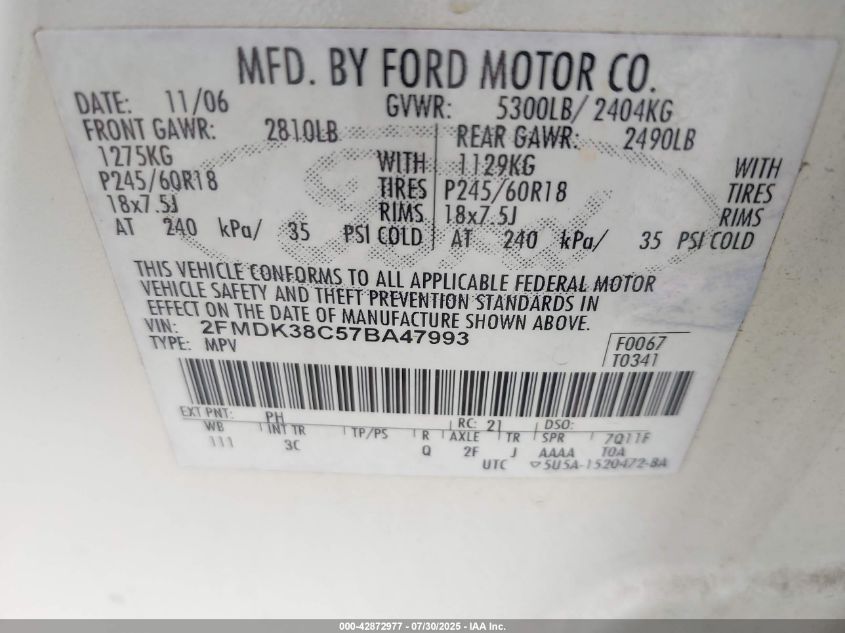 MFD. BY FORD MOTOR CO.
DATE: 11/06 GVWR: 5300LB/ 2404KG
FRONT GAWR: 2810LB REAR GAWR: 2490LB
1275KG WITH 1129KG WITH
P245/60R18 TIRES P245/60R18 TIRES
18x7.5J RIMS 18x7.5J RIMS
AT 240 kPa/ 35 PSI COLD AT 240 kPa/ 35 PSI COLD
THIS VEHICLE CONFORMS TO ALL APPLICABLE FEDERAL MOTOR
VEHICLE SAFETY AND THEFT PREVENTION STANDARDS IN
EFFECT ON THE DATE OF MANUFACTURE SHOWN ABOVE.
VIN: 2FMDK38C57BA47993
TYPE: MPV F0067
T0341
EXT PNT: PH RC: 21 DSO:
WB INT TR TP/PS R AXLE TR SPR 7Q11F
111 3C Q 2F J AAAA T0A
UTC 5U5A-1520472-BA
000-42872977 - 07/30/2025 - IAA Inc.